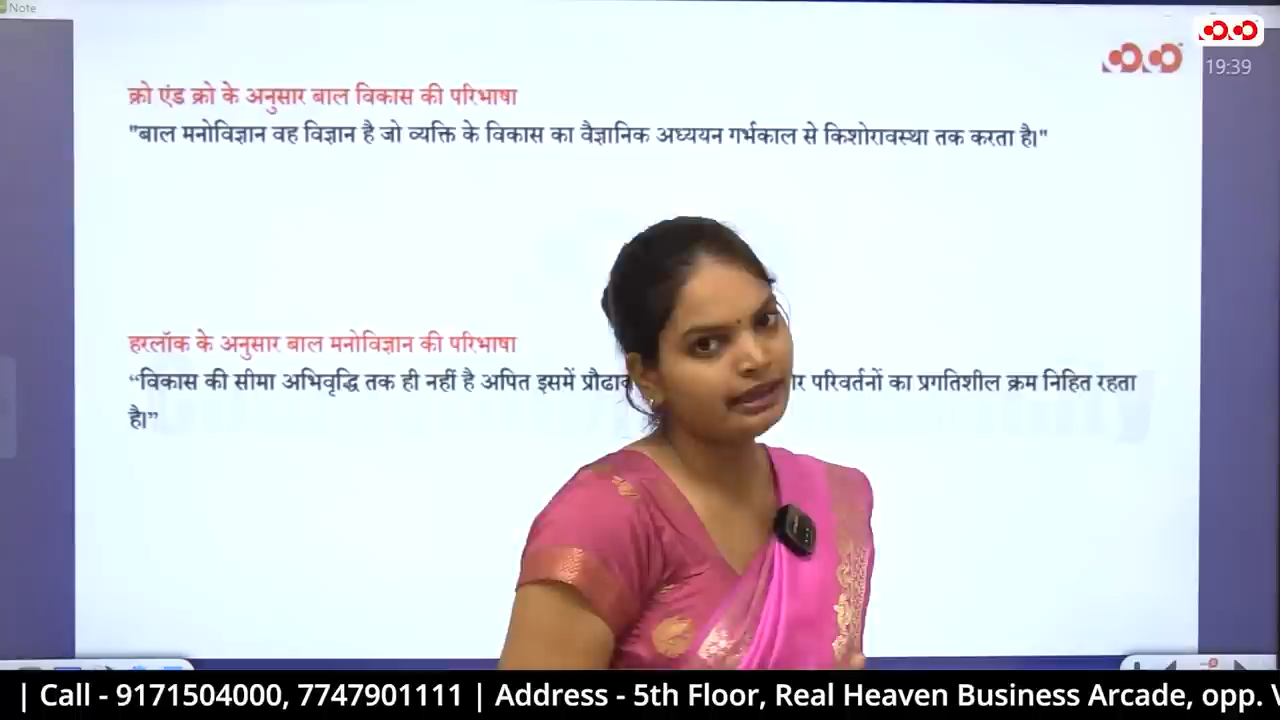 Note
19:39
क्रो एंड क्रो के अनुसार बाल विकास की परिभाषा
"बाल मनोविज्ञान वह विज्ञान है जो व्यक्ति के विकास का वैज्ञानिक अध्ययन गर्भकाल से किशोरावस्था तक करता है।"
हरलॉक के अनुसार बाल मनोविज्ञान की परिभाषा
“विकास की सीमा अभिवृद्धि तक ही नहीं है अपित इसमें परिवर्तनों का प्रगतिशील क्रम निहित रहता
है।”
| Call - 9171504000, 7747901111 | Address - 5th Floor, Real Heaven Business Arcade, opp.